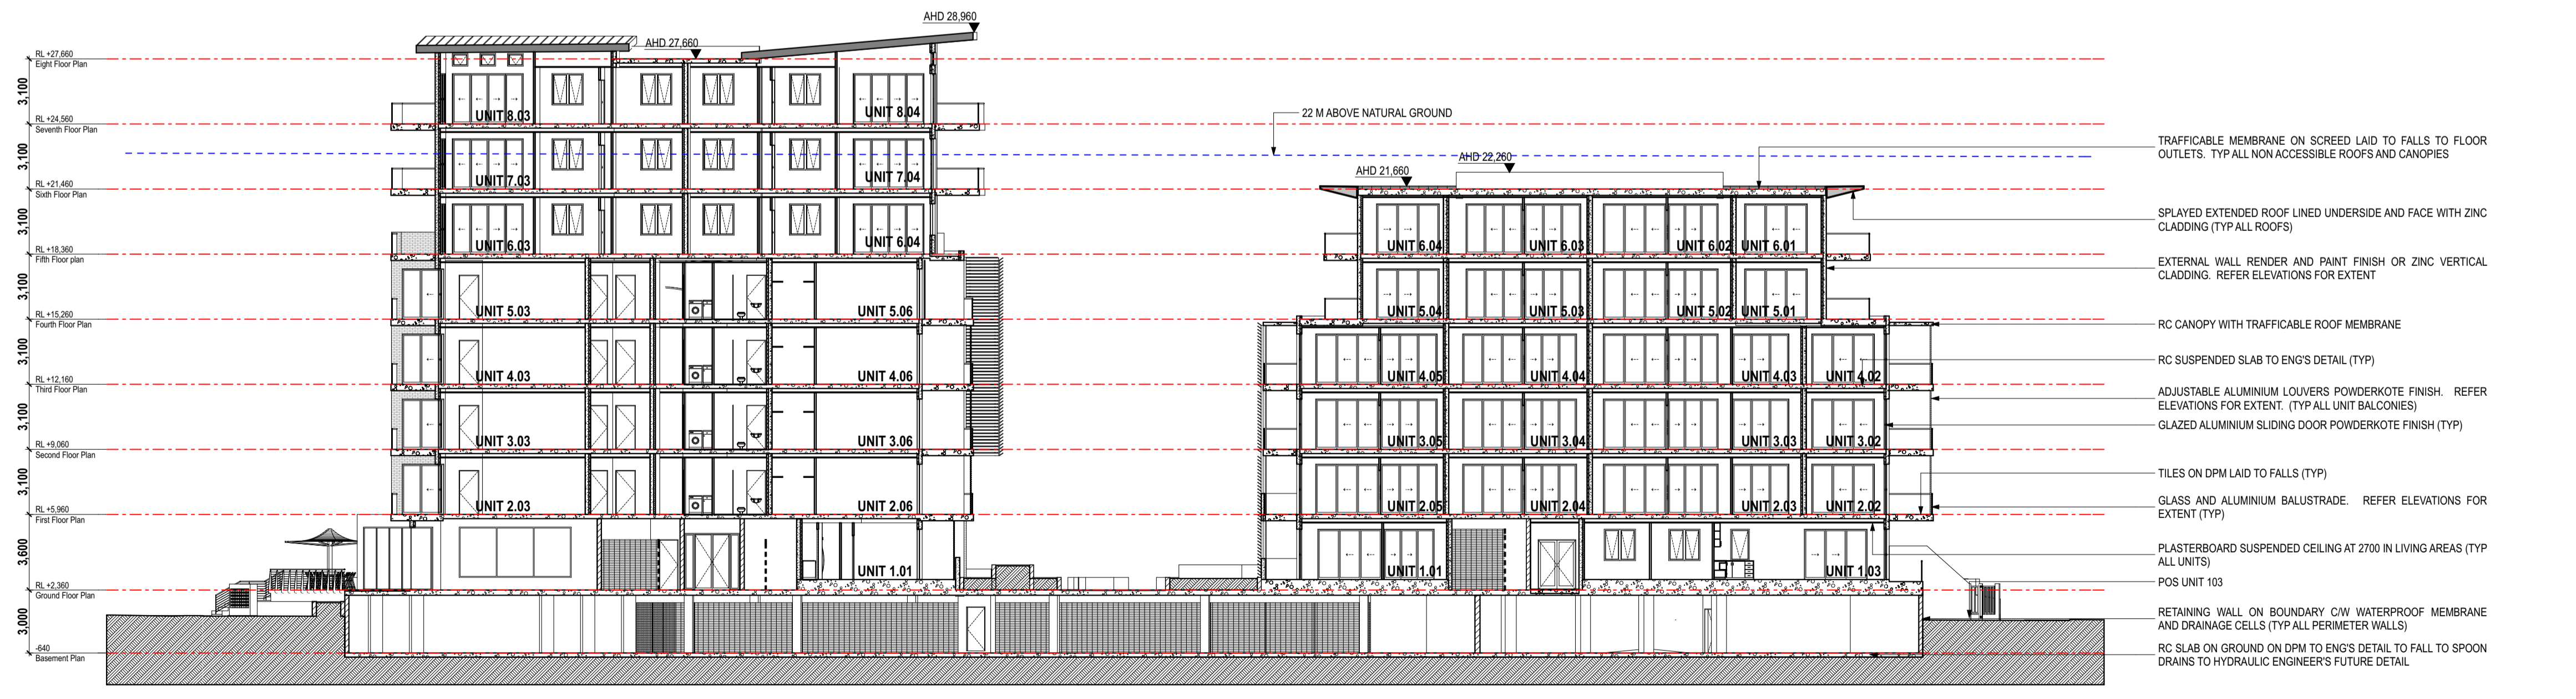 AHD 28,960
AHD 27,660
RL +27,660
Eight Floor Plan
3,100
UNIT 8.03
UNIT 8.04
RL +24,560
Seventh Floor Plan
22 M ABOVE NATURAL GROUND
3,100
UNIT 7.03
UNIT 7.04
AHD 22,260
AHD 21,660
RL +21,460
Sixth Floor Plan
3,100
UNIT 6.03
UNIT 6.04
UNIT 6.04
UNIT 6.03
UNIT 6.02
UNIT 6.01
RL +18,360
Fifth Floor plan
3,100
UNIT 5.03
UNIT 5.06
UNIT 5.04
UNIT 5.03
UNIT 5.02
UNIT 5.01
RL +15,260
Fourth Floor Plan
3,100
UNIT 4.03
UNIT 4.06
UNIT 4.05
UNIT 4.04
UNIT 4.03
UNIT 4.02
RL +12,160
Third Floor Plan
3,100
UNIT 3.03
UNIT 3.06
UNIT 3.05
UNIT 3.04
UNIT 3.03
UNIT 3.02
RL +9,060
Second Floor Plan
3,100
UNIT 2.03
UNIT 2.06
UNIT 2.05
UNIT 2.04
UNIT 2.03
UNIT 2.02
RL +5,960
First Floor Plan
3,600
UNIT 1.01
UNIT 1.01
UNIT 1.03
RL +2,360
Ground Floor Plan
3,000
-640
Basement Plan
TRAFFICABLE MEMBRANE ON SCREED LAID TO FALLS TO FLOOR
OUTLETS. TYP ALL NON ACCESSIBLE ROOFS AND CANOPIES
SPLAYED EXTENDED ROOF LINED UNDERSIDE AND FACE WITH ZINC
CLADDING (TYP ALL ROOFS)
EXTERNAL WALL RENDER AND PAINT FINISH OR ZINC VERTICAL
CLADDING. REFER ELEVATIONS FOR EXTENT
RC CANOPY WITH TRAFFICABLE ROOF MEMBRANE
RC SUSPENDED SLAB TO ENG'S DETAIL (TYP)
ADJUSTABLE ALUMINIUM LOUVERS POWDERKOTE FINISH. REFER
ELEVATIONS FOR EXTENT. (TYP ALL UNIT BALCONIES)
GLAZED ALUMINIUM SLIDING DOOR POWDERKOTE FINISH (TYP)
TILES ON DPM LAID TO FALLS (TYP)
GLASS AND ALUMINIUM BALUSTRADE. REFER ELEVATIONS FOR
EXTENT (TYP)
PLASTERBOARD SUSPENDED CEILING AT 2700 IN LIVING AREAS (TYP
ALL UNITS)
POS UNIT 103
RETAINING WALL ON BOUNDARY C/W WATERPROOF MEMBRANE
AND DRAINAGE CELLS (TYP ALL PERIMETER WALLS)
RC SLAB ON GROUND ON DPM TO ENG'S DETAIL TO FALL TO SPOON
DRAINS TO HYDRAULIC ENGINEER'S FUTURE DETAIL